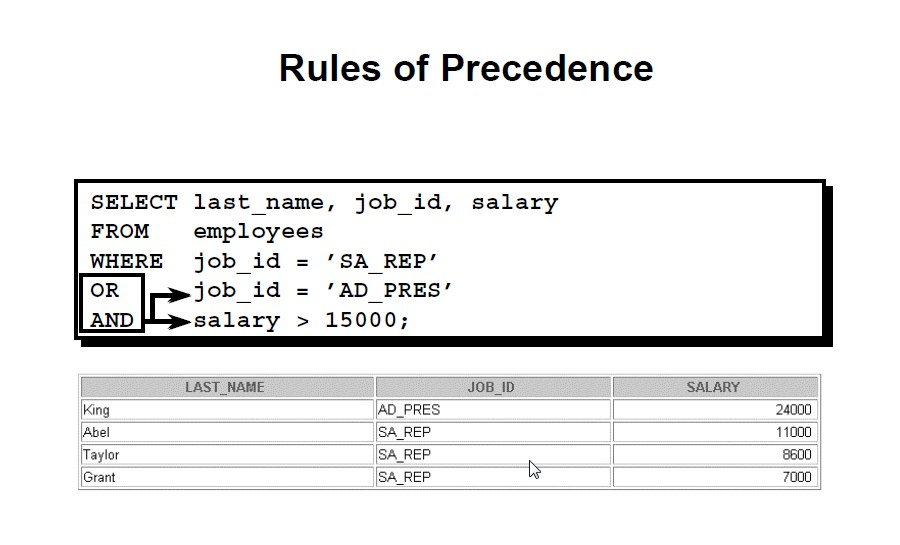 Rules of Precedence
SELECT last_name, job_id, salary
FROM employees
WHERE job_id = ’SA_REP’
OR job_id = ’AD_PRES’
AND salary > 15000;
LAST_NAME JOB_ID SALARY
King AD_PRES 24000
Abel SA_REP 11000
Taylor SA_REP 8600
Grant SA_REP 7000